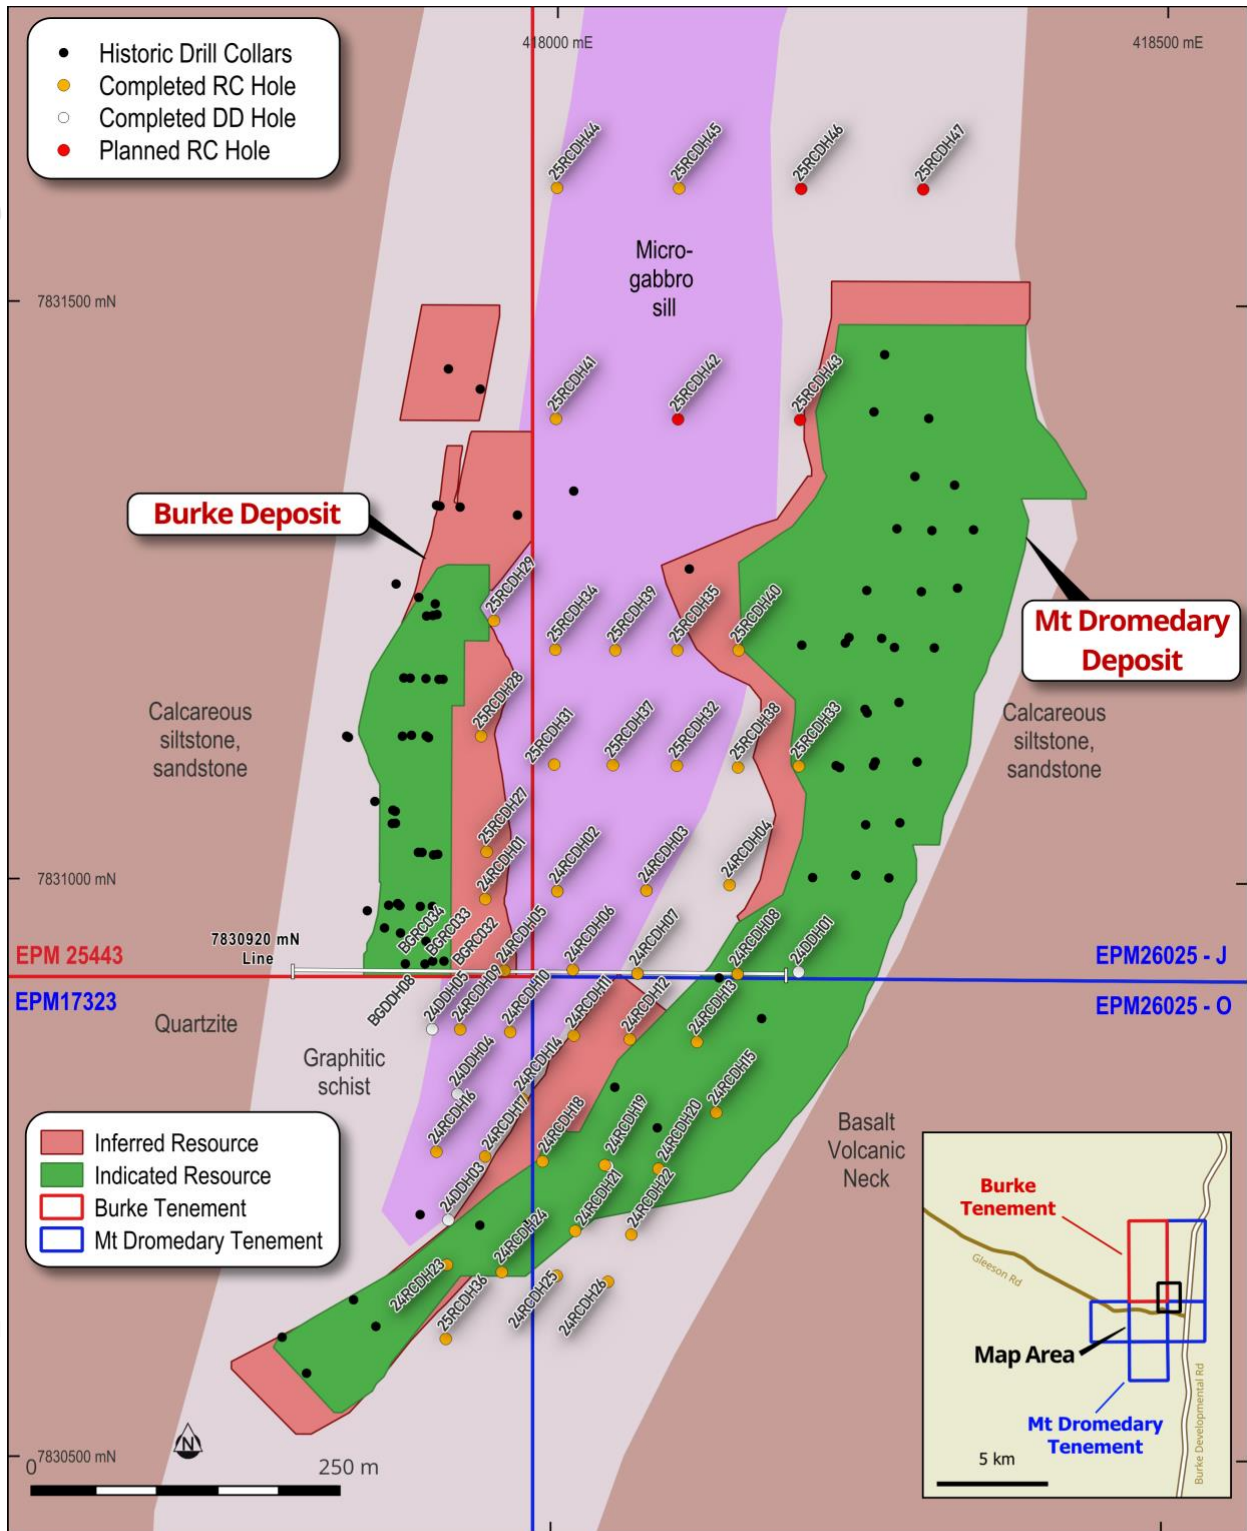 Historic Drill Collars
Completed RC Hole
Completed DD Hole
Planned RC Hole
418000 mE
418500 mE
25RCDH44
25RCDH45
25RCDH46
25RCDH47
Micro-
gabbro
sill
7831500 mN
25RCDH41
25RCDH42
25RCDH43
Burke Deposit
Mt Dromedary
Deposit
25RCDH29
25RCDH34
25RCDH39
25RCDH35
25RCDH40
Calcareous
siltstone,
sandstone
Calcareous
siltstone,
sandstone
25RCDH28
25RCDH31
25RCDH37
25RCDH32
25RCDH38
25RCDH33
25RCDH27
24RCDH01
24RCDH02
24RCDH03
24RCDH04
7831000 mN
BGRC034
BGRC033
BGRC032
24RCDH05
24RCDH06
24RCDH07
24RCDH08
24DDH01
7830920 mN
Line
EPM 25443
EPM26025 - J
EPM17323
EPM26025 - O
BGDDH08
24DDH05
24RCDH09
24RCDH10
24RCDH11
24RCDH12
24RCDH13
Quartzite
Graphitic
schist
24DDH04
24RCDH14
24RCDH15
24RCDH16
24RCDH17
24RCDH18
24RCDH19
24RCDH20
Basalt
Volcanic
Neck
24DDH03
24RCDH21
24RCDH22
24RCDH23
24RCDH24
25RCDH36
24RCDH25
24RCDH26
Inferred Resource
Indicated Resource
Burke Tenement
Mt Dromedary Tenement
Burke
Tenement
Gleeson Rd
Map Area
Mt Dromedary
Tenement
Burke Developmental Rd
5 km
N
7830500 mN
0
250 m